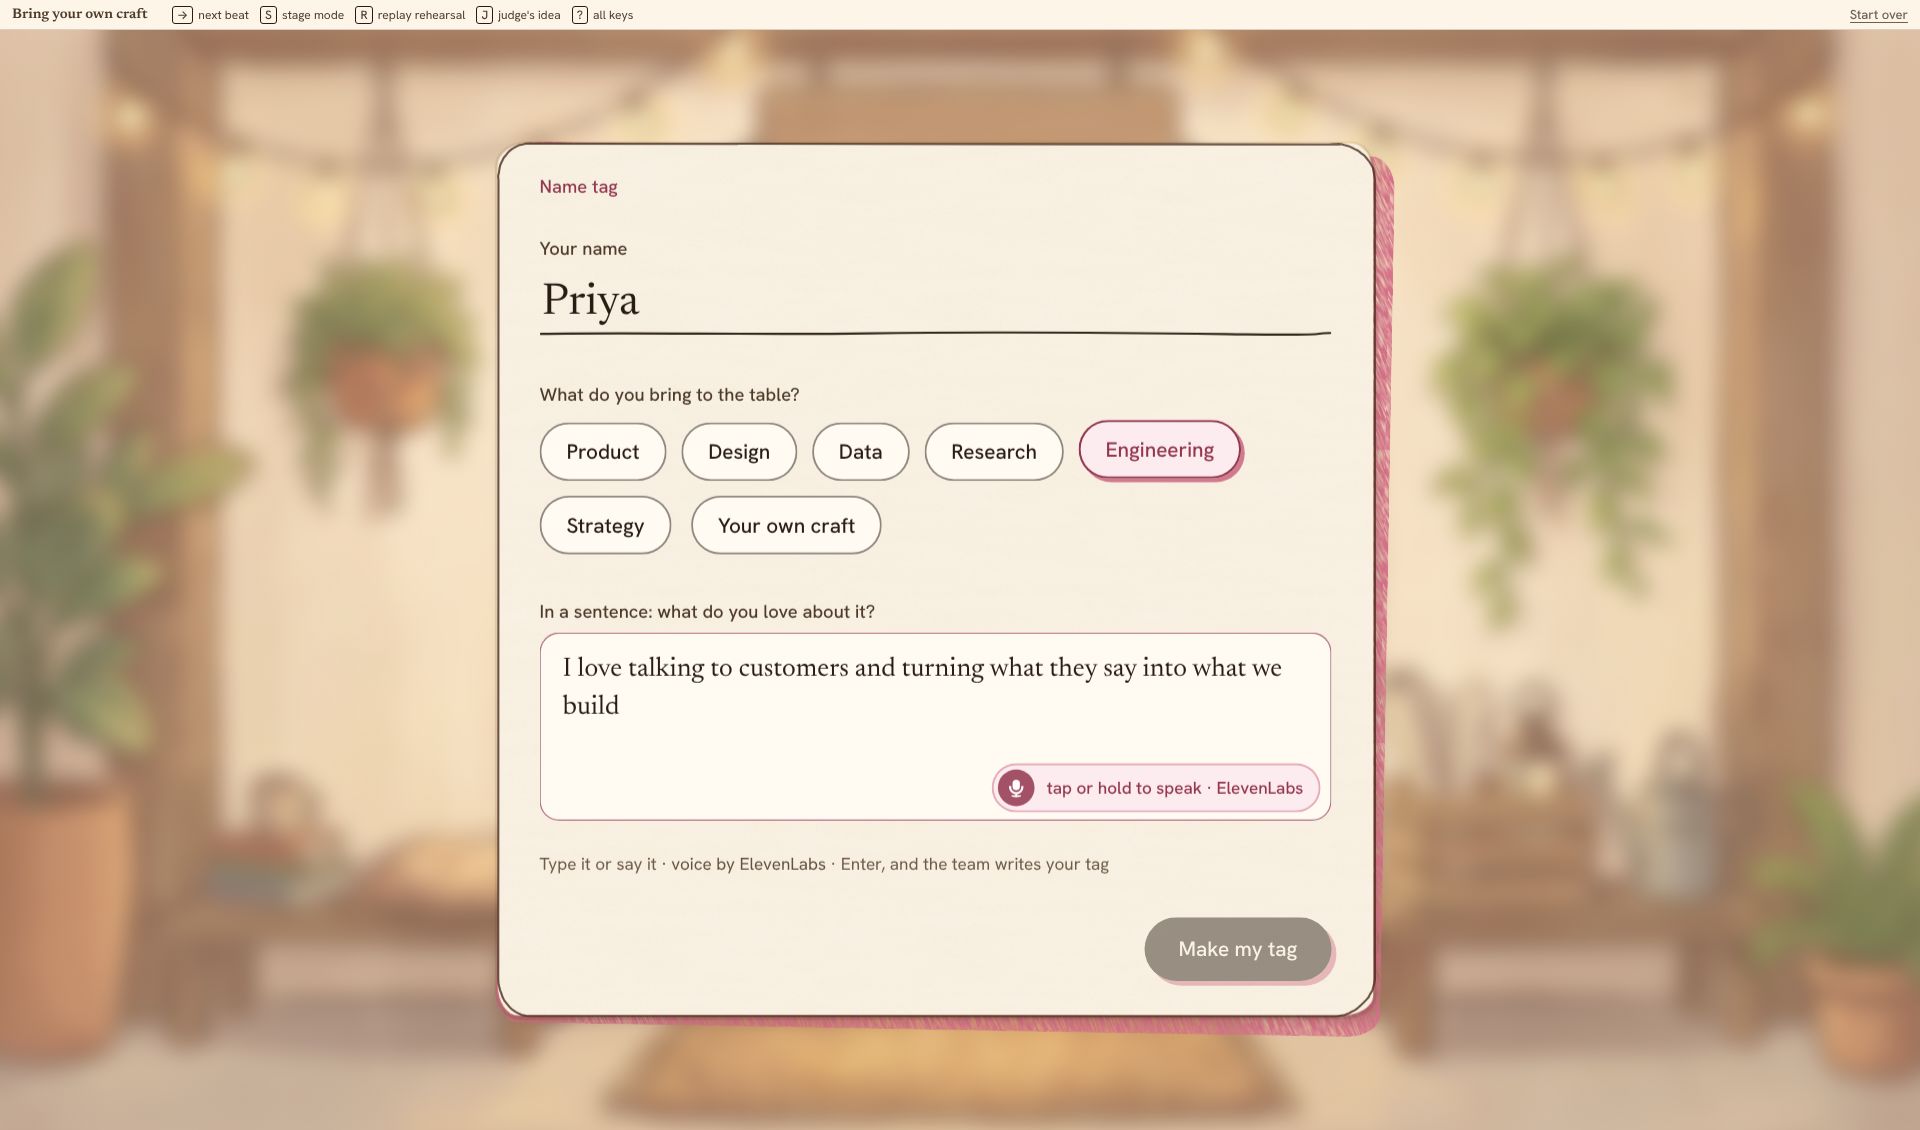 Bring your own craft → next beat S stage mode R replay rehearsal J judge's idea ? all keys Start over
Name tag
Your name
Priya
What do you bring to the table?
Product Design Data Research Engineering
Strategy Your own craft
In a sentence: what do you love about it?
I love talking to customers and turning what they say into what we
build
tap or hold to speak · ElevenLabs
Type it or say it · voice by ElevenLabs · Enter, and the team writes your tag
Make my tag